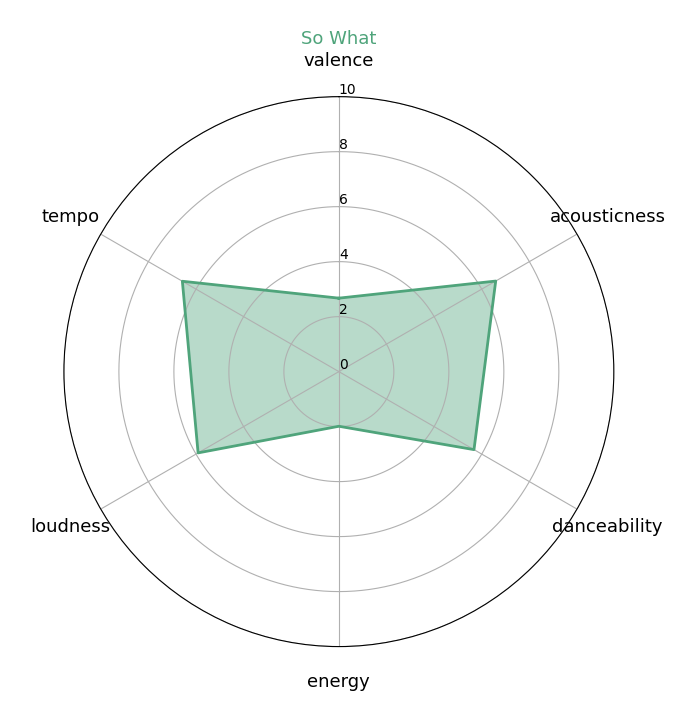 So What
valence
10
8
6
4
2
0
tempo
acousticness
loudness
danceability
energy